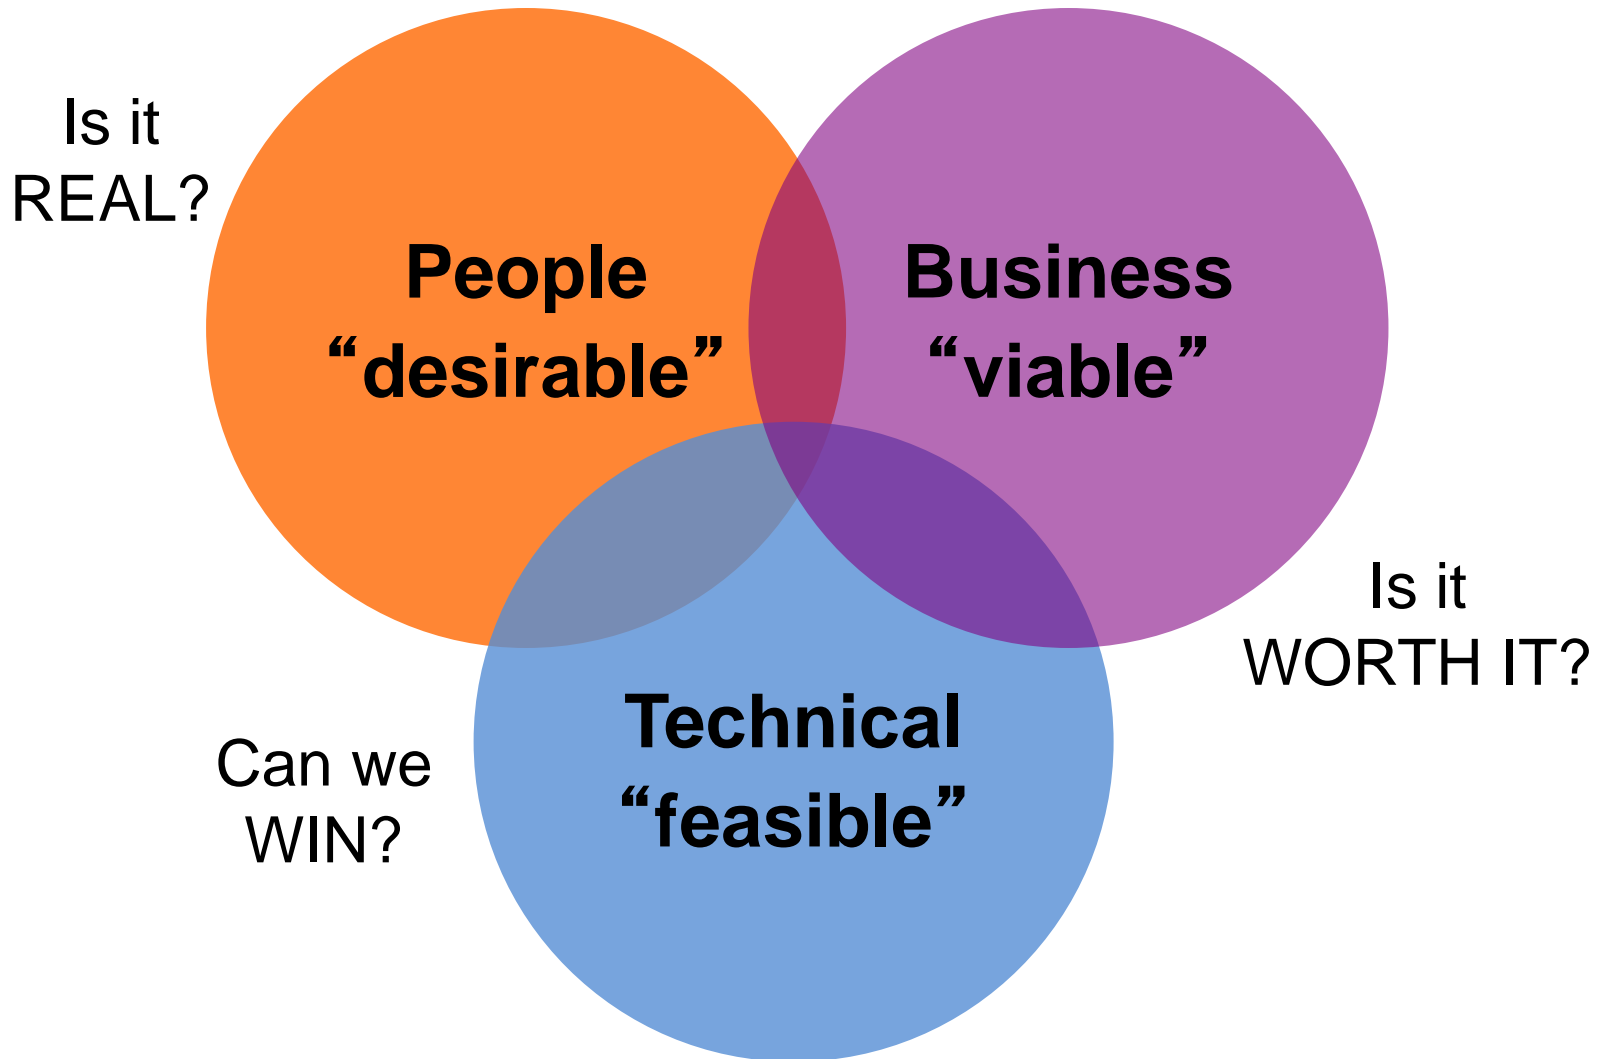 Is it
REAL?
People
“desirable”
Business
“viable”
Is it
WORTH IT?
Technical
“feasible”
Can we
WIN?